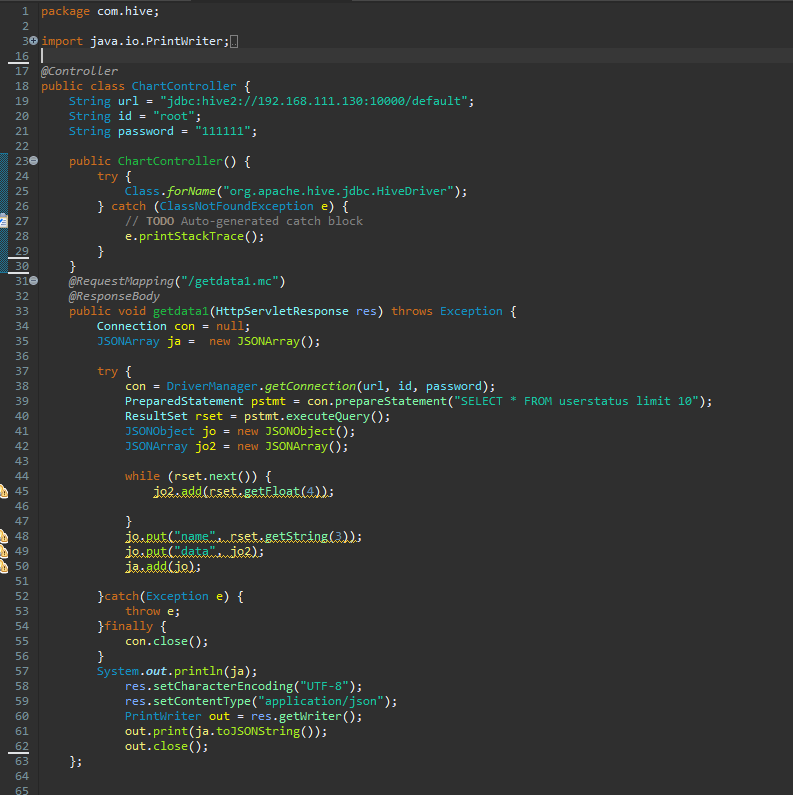 1 package com.hive;
2
3 import java.io.PrintWriter;
16
17 @Controller
18 public class ChartController {
19     String url = "jdbc:hive2://192.168.111.130:10000/default";
20     String id = "root";
21     String password = "111111";
22
23     public ChartController() {
24         try {
25             Class.forName("org.apache.hive.jdbc.HiveDriver");
26         } catch (ClassNotFoundException e) {
27             // TODO Auto-generated catch block
28             e.printStackTrace();
29         }
30     }
31     @RequestMapping("/getdata1.mc")
32     @ResponseBody
33     public void getdata1(HttpServletResponse res) throws Exception {
34         Connection con = null;
35         JSONArray ja =  new JSONArray();
36
37         try {
38             con = DriverManager.getConnection(url, id, password);
39             PreparedStatement pstmt = con.prepareStatement("SELECT * FROM userstatus limit 10");
40             ResultSet rset = pstmt.executeQuery();
41             JSONObject jo = new JSONObject();
42             JSONArray jo2 = new JSONArray();
43
44             while (rset.next()) {
45                 jo2.add(rset.getFloat(4));
46
47             }
48             jo.put("name", rset.getString(3));
49             jo.put("data", jo2);
50             ja.add(jo);
51
52         }catch(Exception e) {
53             throw e;
54         }finally {
55             con.close();
56         }
57         System.out.println(ja);
58             res.setCharacterEncoding("UTF-8");
59             res.setContentType("application/json");
60             PrintWriter out = res.getWriter();
61             out.print(ja.toJSONString());
62             out.close();
63     };
64
65